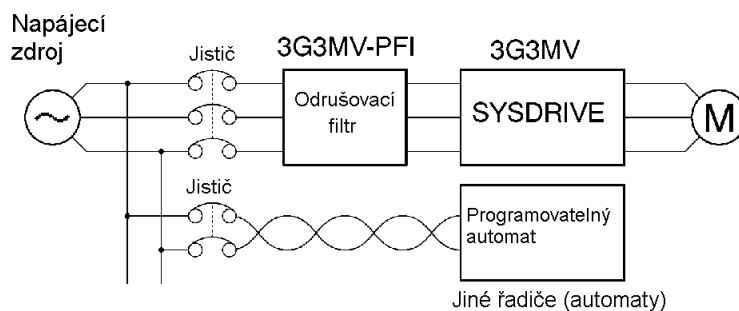 Napájecí
zdroj
Jistič
3G3MV-PFI
3G3MV
Odrušovací
filtr
SYSDRIVE
M
Jistič
Programovatelný
automat
Jiné řadiče (automaty)